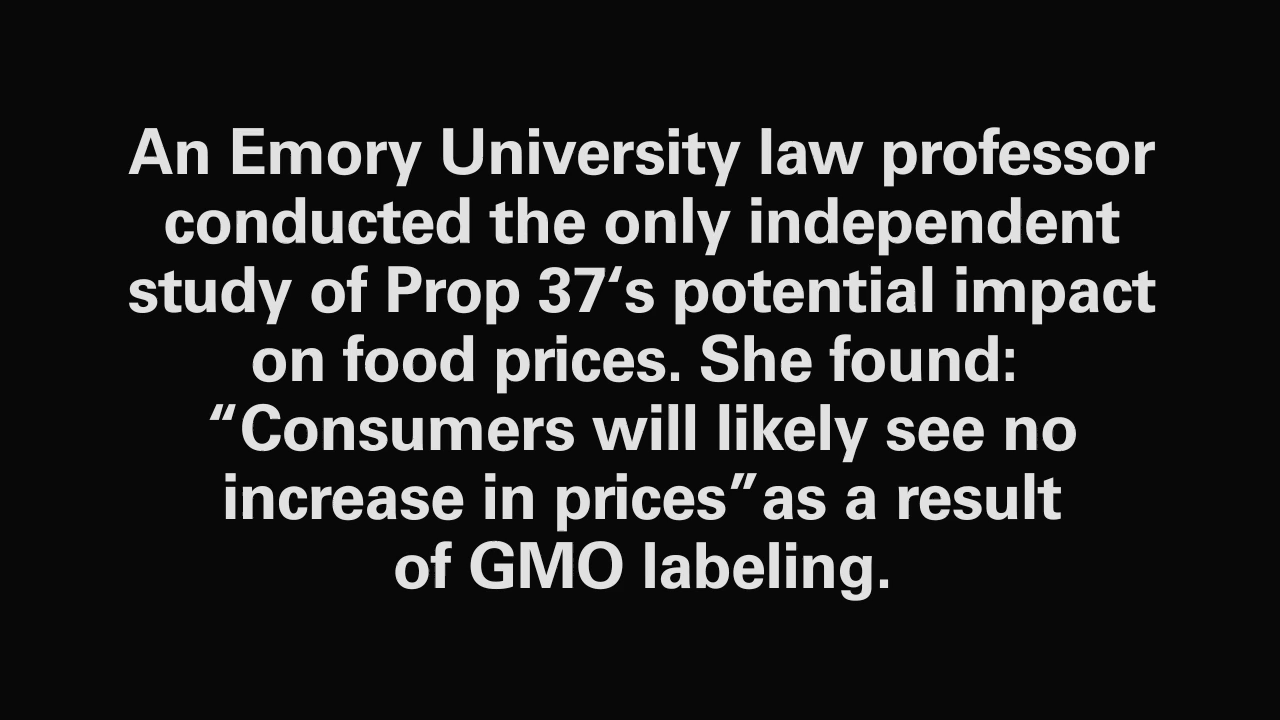 An Emory University law professor
conducted the only independent
study of Prop 37‘s potential impact
on food prices. She found:
“Consumers will likely see no
increase in prices”as a result
of GMO labeling.